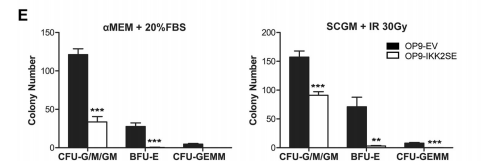 E
αMEM + 20%FBS
Colony Number
150
100
50
0
***
***
CFU-G/M/GM BFU-E CFU-GEMM
SCGM + IR 30Gy
Colony Number
250
200
150
100
50
0
OP9-EV
OP9-IKK2SE
***
**
***
CFU-G/M/GM BFU-E CFU-GEMM